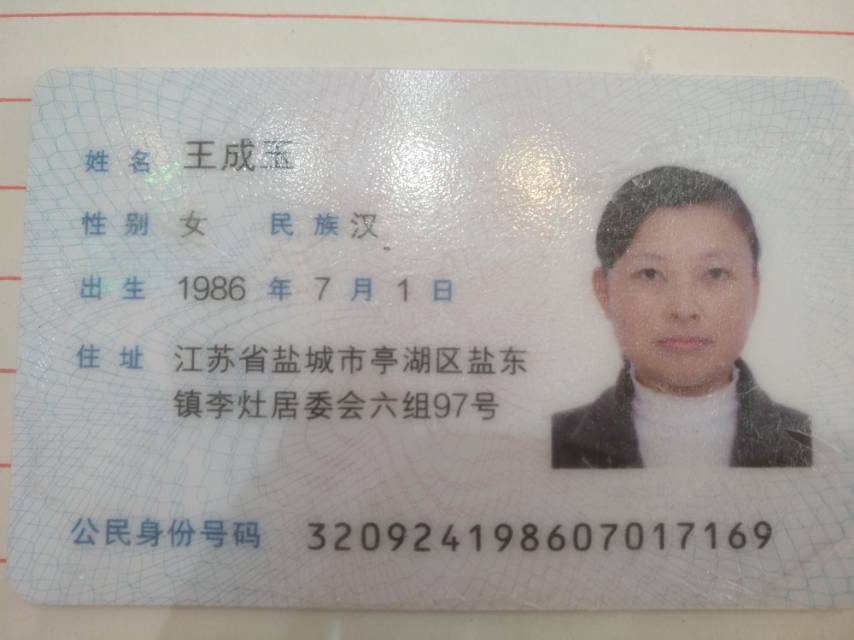 姓名 王成玉
性别 女 民族 汉
出生 1986 年 7 月 1 日
住址 江苏省盐城市亭湖区盐东
镇李灶居委会六组97号
公民身份号码 320924198607017169